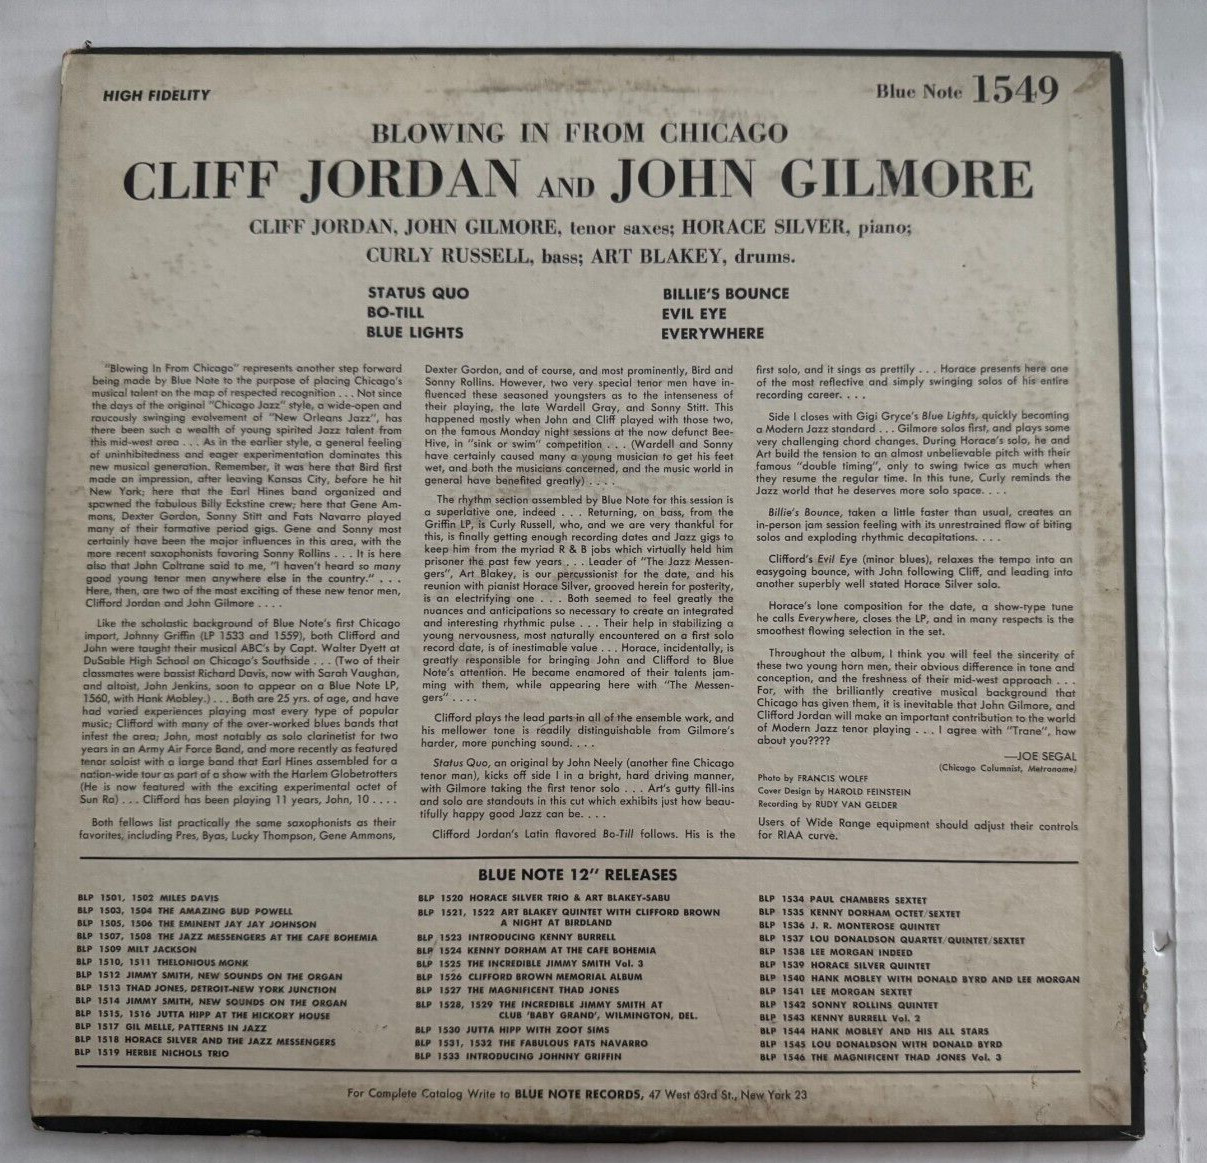 HIGH FIDELITY
Blue Note 1549
BLOWING IN FROM CHICAGO
CLIFF JORDAN AND JOHN GILMORE
CLIFF JORDAN, JOHN GILMORE, tenor saxes; HORACE SILVER, piano;
CURLY RUSSELL, bass; ART BLAKEY, drums.
STATUS QUO
BO-TILL
BLUE LIGHTS
BILLIE'S BOUNCE
EVIL EYE
EVERYWHERE
"Blowing In From Chicago" represents another step forward
being made by Blue Note to the purpose of placing Chicago's
musical talent on the map of respected recognition . . . Not since
the days of the original "Chicago Jazz" style, a wide-open and
raucously swinging evolvement of "New Orleans Jazz", has
there been such a wealth of young spirited Jazz talent from
this mid-west area . . . As in the earlier style, a general feeling
of uninhibitedness and eager experimentation dominates this
new musical generation. Remember, it was here that Bird first
made an impression, after leaving Kansas City, before he hit
New York; here that the Earl Hines band organized and
spawned the fabulous Billy Eckstine crew; here that Gene Am-
mons, Dexter Gordon, Sonny Stitt and Fats Navarro played
many of their formative period gigs. Gene and Sonny most
certainly have been the major influences in this area, with the
more recent saxophonists favoring Sonny Rollins . . . It is here
also that John Coltrane said to me, "I haven't heard so many
good young tenor men anywhere else in the country." . . .
Here, then, are two of the most exciting of these new tenor men,
Clifford Jordan and John Gilmore . . . .
Like the scholastic background of Blue Note's first Chicago
import, Johnny Griffin (LP 1533 and 1559), both Clifford and
John were taught their musical ABC's by Capt. Walter Dyett at
DuSable High School on Chicago's Southside . . . (Two of their
classmates were bassist Richard Davis, now with Sarah Vaughan,
and altoist, John Jenkins, soon to appear on a Blue Note LP,
1560, with Hank Mobley.) . . . Both are 25 yrs. of age, and have
had varied experiences playing most every type of popular
music; Clifford with many of the over-worked blues bands that
infest the area; John, most notably as solo clarinetist for two
years in an Army Air Force Band, and more recently as featured
tenor soloist with a large band that Earl Hines assembled for a
nation-wide tour as part of a show with the Harlem Globetrotters
(He is now featured with the exciting experimental octet of
Sun Ra) . . . Clifford has been playing 11 years, John, 10 . . . .
Both fellows list practically the same saxophonists as their
favorites, including Pres, Byas, Lucky Thompson, Gene Ammons,
Dexter Gordon, and of course, and most prominently, Bird and
Sonny Rollins. However, two very special tenor men have in-
fluenced these seasoned youngsters as to the intenseness of
their playing, the late Wardell Gray, and Sonny Stitt. This
happened mostly when John and Cliff played with those two,
on the famous Monday night sessions at the now defunct Bee-
Hive, in "sink or swim" competition . . . (Wardell and Sonny
have certainly caused many a young musician to get his feet
wet, and both the musicians concerned, and the music world in
general have benefited greatly) . . . .
The rhythm section assembled by Blue Note for this session is
a superlative one, indeed . . . Returning, on bass, from the
Griffin LP, is Curly Russell, who, and we are very thankful for
this, is finally getting enough recording dates and Jazz gigs to
keep him from the myriad R & B jobs which virtually held him
prisoner the past few years . . . Leader of "The Jazz Messen-
gers", Art Blakey, is our percussionist for the date, and his
reunion with pianist Horace Silver, grooved herein for posterity,
is an electrifying one . . . . Both seemed to feel greatly the
nuances and anticipations so necessary to create an integrated
and interesting rhythmic pulse . . . Their help in stabilizing a
young nervousness, most naturally encountered on a first solo
record date, is of inestimable value . . . Horace, incidentally, is
greatly responsible for bringing John and Clifford to Blue
Note's attention. He became enamored of their talents jam-
ming with them, while appearing here with "The Messen-
gers" . . . .
Clifford plays the lead parts in all of the ensemble work, and
his mellower tone is readily distinguishable from Gilmore's
harder, more punching sound. . . .
Status Quo, an original by John Neely (another fine Chicago
tenor man), kicks off side I in a bright, hard driving manner,
with Gilmore taking the first tenor solo . . . Art's gutty fill-ins
and solo are standouts in this cut which exhibits just how beau-
tifully happy good Jazz can be. . . .
Clifford Jordan's Latin flavored Bo-Till follows. His is the
first solo, and it sings as prettily . . . Horace presents here one
of the most reflective and simply swinging solos of his entire
recording career. . . .
Side I closes with Gigi Gryce's Blue Lights, quickly becoming
a Modern Jazz standard . . . Gilmore solos first, and plays some
very challenging chord changes. During Horace's solo, he and
Art build the tension to an almost unbelievable pitch with their
famous "double timing", only to swing twice as much when
they resume the regular time. In this tune, Curly reminds the
Jazz world that he deserves more solo space. . . .
Billie's Bounce, taken a little faster than usual, creates an
in-person jam session feeling with its unrestrained flow of biting
solos and exploding rhythmic decapitations. . . .
Clifford's Evil Eye (minor blues), relaxes the tempo into an
easygoing bounce, with John following Cliff, and leading into
another superbly well stated Horace Silver solo.
Horace's lone composition for the date, a show-type tune
he calls Everywhere, closes the LP, and in many respects is the
smoothest flowing selection in the set.
Throughout the album, I think you will feel the sincerity of
these two young horn men, their obvious difference in tone and
conception, and the freshness of their mid-west approach . . .
For, with the brilliantly creative musical background that
Chicago has given them, it is inevitable that John Gilmore, and
Clifford Jordan will make an important contribution to the world
of Modern Jazz tenor playing . . . I agree with "Trane", how
about you????
—JOE SEGAL
(Chicago Columnist, Metronome)
Photo by FRANCIS WOLFF
Cover Design by HAROLD FEINSTEIN
Recording by RUDY VAN GELDER
Users of Wide Range equipment should adjust their controls
for RIAA curve.
BLUE NOTE 12" RELEASES
BLP 1501, 1502 MILES DAVIS
BLP 1503, 1504 THE AMAZING BUD POWELL
BLP 1505, 1506 THE EMINENT JAY JAY JOHNSON
BLP 1507, 1508 THE JAZZ MESSENGERS AT THE CAFE BOHEMIA
BLP 1509 MILT JACKSON
BLP 1510, 1511 THELONIOUS MONK
BLP 1512 JIMMY SMITH, NEW SOUNDS ON THE ORGAN
BLP 1513 THAD JONES, DETROIT-NEW YORK JUNCTION
BLP 1514 JIMMY SMITH, NEW SOUNDS ON THE ORGAN
BLP 1515, 1516 JUTTA HIPP AT THE HICKORY HOUSE
BLP 1517 GIL MELLE, PATTERNS IN JAZZ
BLP 1518 HORACE SILVER AND THE JAZZ MESSENGERS
BLP 1519 HERBIE NICHOLS TRIO
BLP 1520 HORACE SILVER TRIO & ART BLAKEY-SABU
BLP 1521, 1522 ART BLAKEY QUINTET WITH CLIFFORD BROWN
A NIGHT AT BIRDLAND
BLP 1523 INTRODUCING KENNY BURRELL
BLP 1524 KENNY DORHAM AT THE CAFE BOHEMIA
BLP 1525 THE INCREDIBLE JIMMY SMITH Vol. 3
BLP 1526 CLIFFORD BROWN MEMORIAL ALBUM
BLP 1527 THE MAGNIFICENT THAD JONES
BLP 1528, 1529 THE INCREDIBLE JIMMY SMITH AT
CLUB 'BABY GRAND', WILMINGTON, DEL.
BLP 1530 JUTTA HIPP WITH ZOOT SIMS
BLP 1531, 1532 THE FABULOUS FATS NAVARRO
BLP 1533 INTRODUCING JOHNNY GRIFFIN
BLP 1534 PAUL CHAMBERS SEXTET
BLP 1535 KENNY DORHAM OCTET/SEXTET
BLP 1536 J. R. MONTEROSE QUINTET
BLP 1537 LOU DONALDSON QUARTET/QUINTET/SEXTET
BLP 1538 LEE MORGAN INDEED
BLP 1539 HORACE SILVER QUINTET
BLP 1540 HANK MOBLEY WITH DONALD BYRD AND LEE MORGAN
BLP 1541 LEE MORGAN SEXTET
BLP 1542 SONNY ROLLINS QUINTET
BLP 1543 KENNY BURRELL Vol. 2
BLP 1544 HANK MOBLEY AND HIS ALL STARS
BLP 1545 LOU DONALDSON WITH DONALD BYRD
BLP 1546 THE MAGNIFICENT THAD JONES Vol. 3
For Complete Catalog Write to BLUE NOTE RECORDS, 47 West 63rd St., New York 23